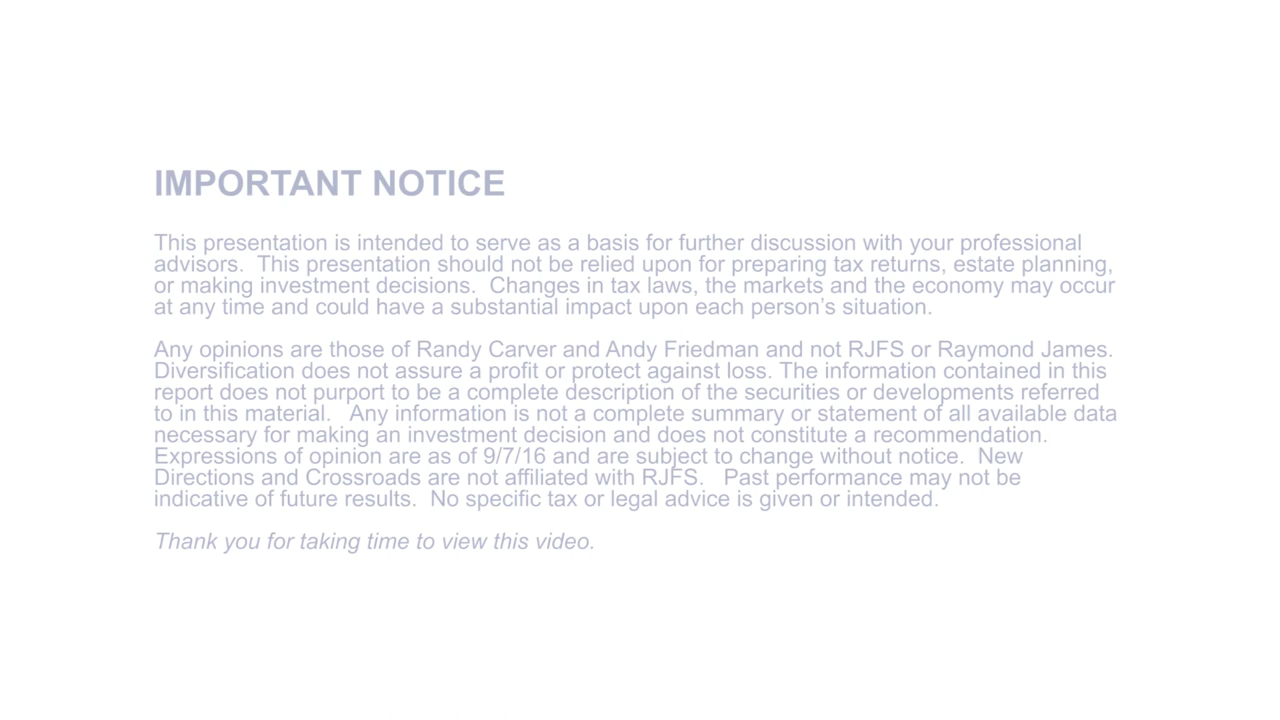 IMPORTANT NOTICE
This presentation is intended to serve as a basis for further discussion with your professional
advisors.  This presentation should not be relied upon for preparing tax returns, estate planning,
or making investment decisions.  Changes in tax laws, the markets and the economy may occur
at any time and could have a substantial impact upon each person’s situation.
Any opinions are those of Randy Carver and Andy Friedman and not RJFS or Raymond James.
Diversification does not assure a profit or protect against loss. The information contained in this
report does not purport to be a complete description of the securities or developments referred
to in this material.   Any information is not a complete summary or statement of all available data
necessary for making an investment decision and does not constitute a recommendation.
Expressions of opinion are as of 9/7/16 and are subject to change without notice.  New
Directions and Crossroads are not affiliated with RJFS.   Past performance may not be
indicative of future results.  No specific tax or legal advice is given or intended.
Thank you for taking time to view this video.